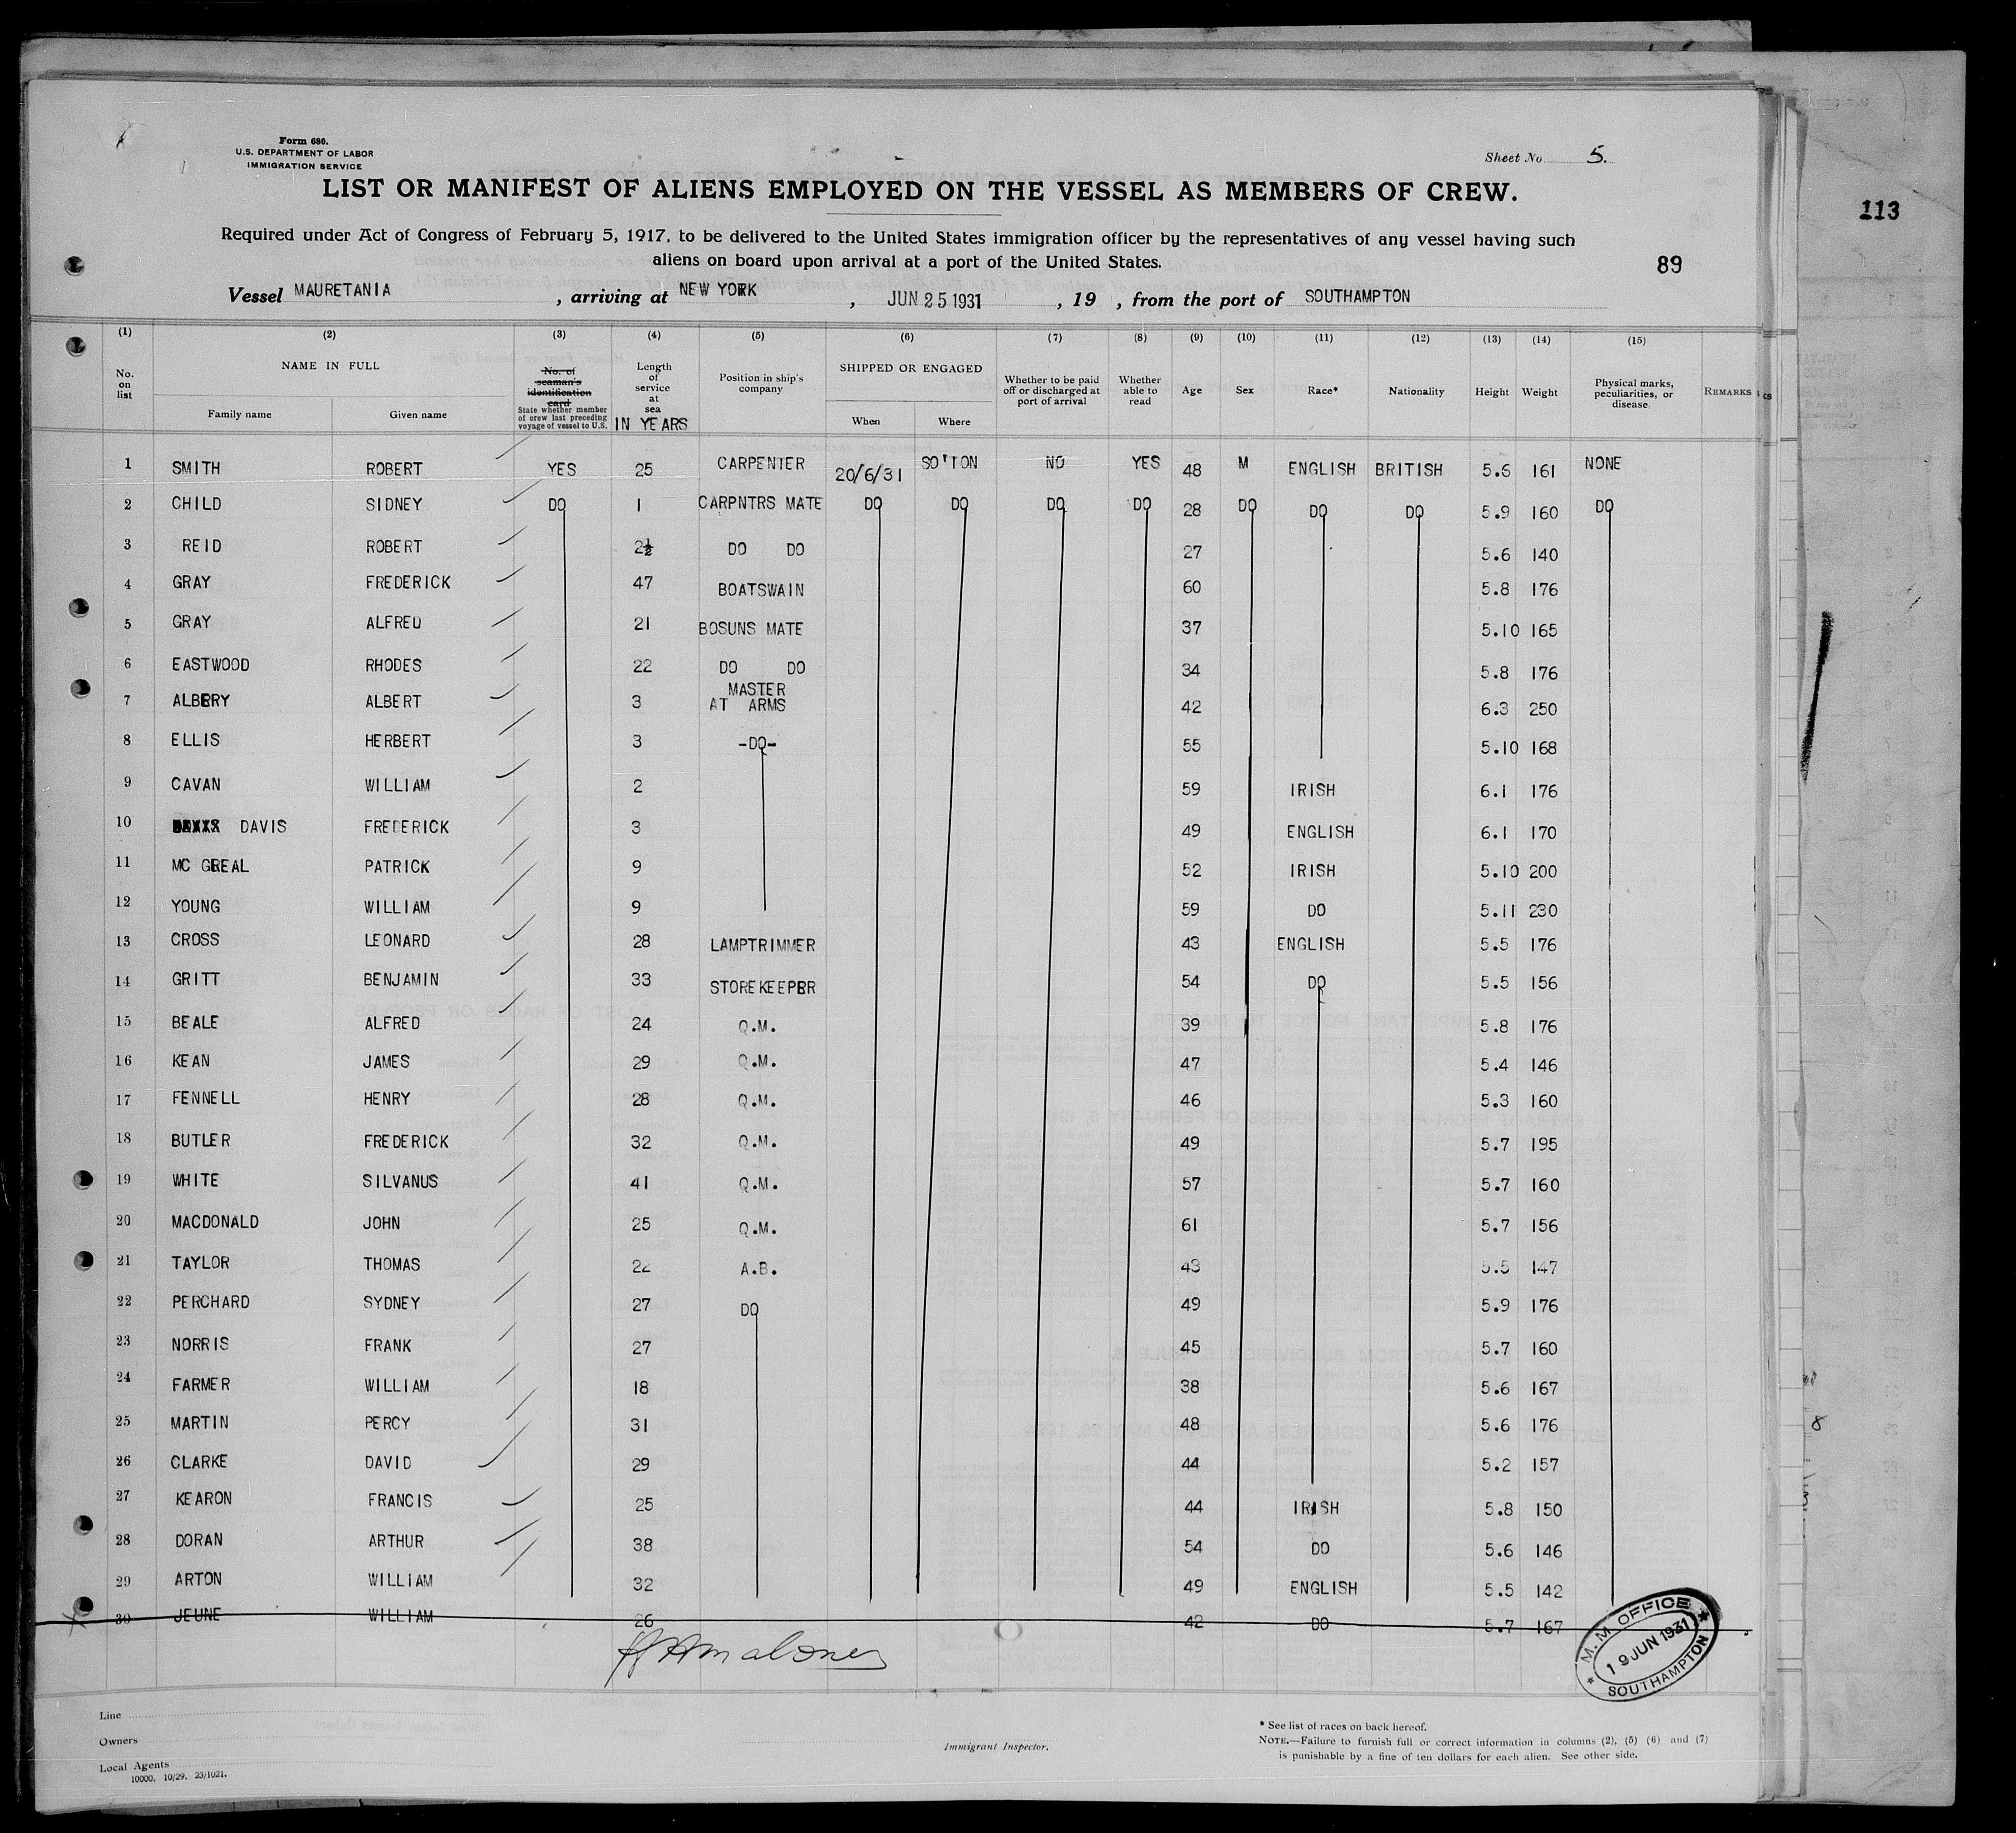 Form 680.
U.S. DEPARTMENT OF LABOR
IMMIGRATION SERVICE
Sheet No. 5.
LIST OR MANIFEST OF ALIENS EMPLOYED ON THE VESSEL AS MEMBERS OF CREW.
113
Required under Act of Congress of February 5, 1917, to be delivered to the United States immigration officer by the representatives of any vessel having such
aliens on board upon arrival at a port of the United States.
89
Vessel MAURETANIA , arriving at NEW YORK , JUN 25 1931 , 19 , from the port of SOUTHAMPTON
(1) (2) (3) (4) (5) (6) (7) (8) (9) (10) (11) (12) (13) (14) (15)
No. on list
NAME IN FULL
Family name Given name
No. of seaman's identification card
State whether member of crew last preceding voyage of vessel to U.S.
Length of service at sea IN YEARS
Position in ship's company
SHIPPED OR ENGAGED
When Where
Whether to be paid off or discharged at port of arrival
Whether able to read
Age Sex Race* Nationality Height Weight
Physical marks, peculiarities, or disease
REMARKS
1 SMITH ROBERT YES 25 CARPENTER 20/6/31 SO'TON NO YES 48 M ENGLISH BRITISH 5.6 161 NONE
2 CHILD SIDNEY DO 1 CARPNTRS MATE DO DO DO DO 28 DO DO DO 5.9 160 DO
3 REID ROBERT 2½ DO DO 27 5.6 140
4 GRAY FREDERICK 47 BOATSWAIN 60 5.8 176
5 GRAY ALFRED 21 BOSUNS MATE 37 5.10 165
6 EASTWOOD RHODES 22 DO DO 34 5.8 176
7 ALBERY ALBERT 3 MASTER AT ARMS 42 6.3 250
8 ELLIS HERBERT 3 -DO- 55 5.10 168
9 CAVAN WILLIAM 2 59 IRISH 6.1 176
10 DAVIS FREDERICK 3 49 ENGLISH 6.1 170
11 MC GREAL PATRICK 9 52 IRISH 5.10 200
12 YOUNG WILLIAM 9 59 DO 5.11 230
13 CROSS LEONARD 28 LAMPTRIMMER 43 ENGLISH 5.5 176
14 GRITT BENJAMIN 33 STOREKEEPER 54 DO 5.5 156
15 BEALE ALFRED 24 Q.M. 39 5.8 176
16 KEAN JAMES 29 Q.M. 47 5.4 146
17 FENNELL HENRY 28 Q.M. 46 5.3 160
18 BUTLER FREDERICK 32 Q.M. 49 5.7 195
19 WHITE SILVANUS 41 Q.M. 57 5.7 160
20 MACDONALD JOHN 25 Q.M. 61 5.7 156
21 TAYLOR THOMAS 22 A.B. 43 5.5 147
22 PERCHARD SYDNEY 27 DO 49 5.9 176
23 NORRIS FRANK 27 45 5.7 160
24 FARMER WILLIAM 18 38 5.6 167
25 MARTIN PERCY 31 48 5.6 176
26 CLARKE DAVID 29 44 5.2 157
27 KEARON FRANCIS 25 44 IRISH 5.8 150
28 DORAN ARTHUR 38 54 DO 5.6 146
29 ARTON WILLIAM 32 49 ENGLISH 5.5 142
30 JEUNE WILLIAM 26 42 DO 5.7 167
M.M. OFFICE
19 JUN 1931
SOUTHAMPTON
Line
Owners
Local Agents
10000. 10/29. 23/1021.
Immigrant Inspector.
* See list of races on back hereof.
NOTE.—Failure to furnish full or correct information in columns (2), (5) (6) and (7)
is punishable by a fine of ten dollars for each alien. See other side.